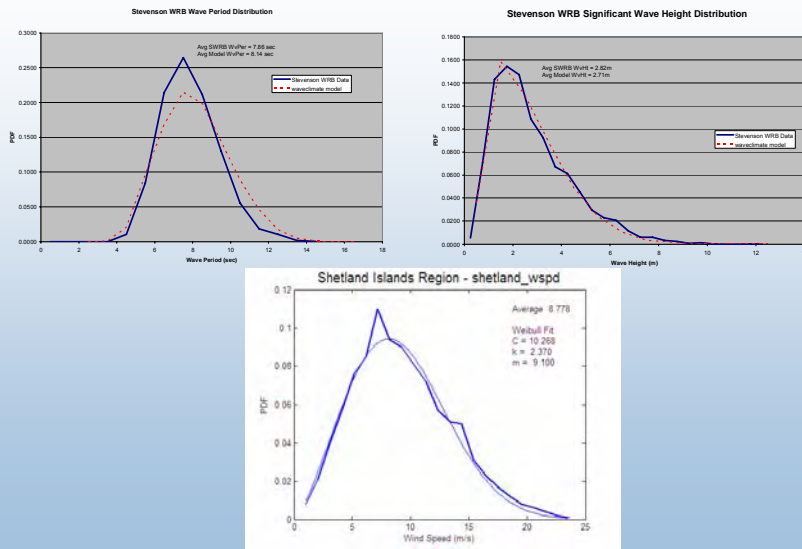 Stevenson WRB Wave Period Distribution
Avg SWRB WvPer = 7.86 sec
Avg Model WvPer = 8.14 sec
Stevenson WRB Data
waveclimate model
0.3000
0.2500
0.2000
0.1500
0.1000
0.0500
0.0000
PDF
0 2 4 6 8 10 12 14 16 18
Wave Period (sec)
Stevenson WRB Significant Wave Height Distribution
Avg SWRB WvHt = 2.82m
Avg Model WvHt = 2.71m
Stevenson WRB Data
waveclimate model
0.1800
0.1600
0.1400
0.1200
0.1000
0.0800
0.0600
0.0400
0.0200
0.0000
PDF
0 2 4 6 8 10 12
Wave Height (m)
Shetland Islands Region - shetland_wspd
Average 8.778
Weibull Fit
C = 10.268
k = 2.370
m = 9.100
0.12
0.1
0.08
0.06
0.04
0.02
0
PDF
0 5 10 15 20 25
Wind Speed (m/s)